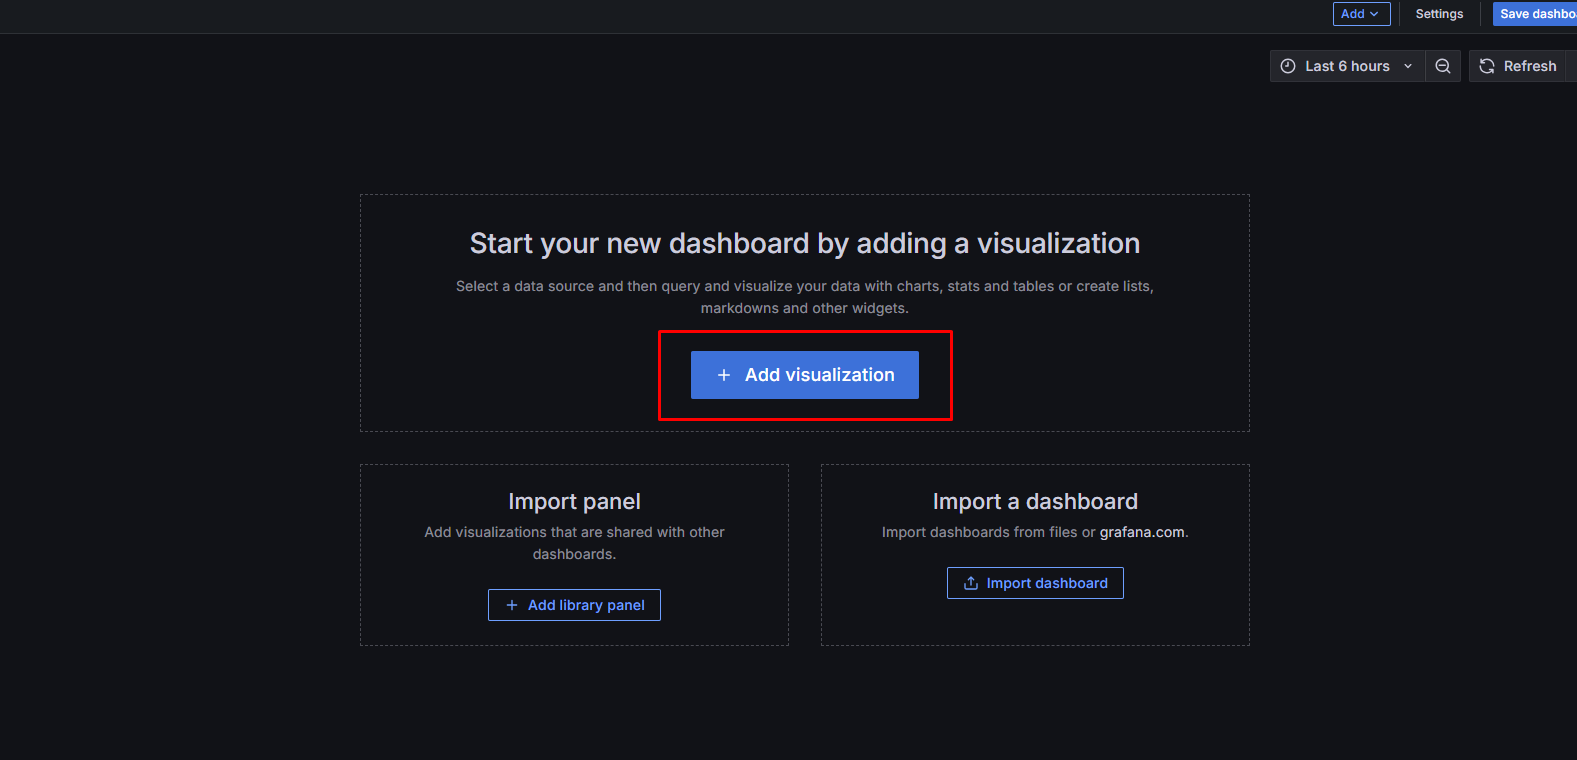 Add
Settings
Save dashbo
Last 6 hours
Refresh
Start your new dashboard by adding a visualization
Select a data source and then query and visualize your data with charts, stats and tables or create lists,
markdowns and other widgets.
+ Add visualization
Import panel
Add visualizations that are shared with other
dashboards.
+ Add library panel
Import a dashboard
Import dashboards from files or grafana.com.
Import dashboard